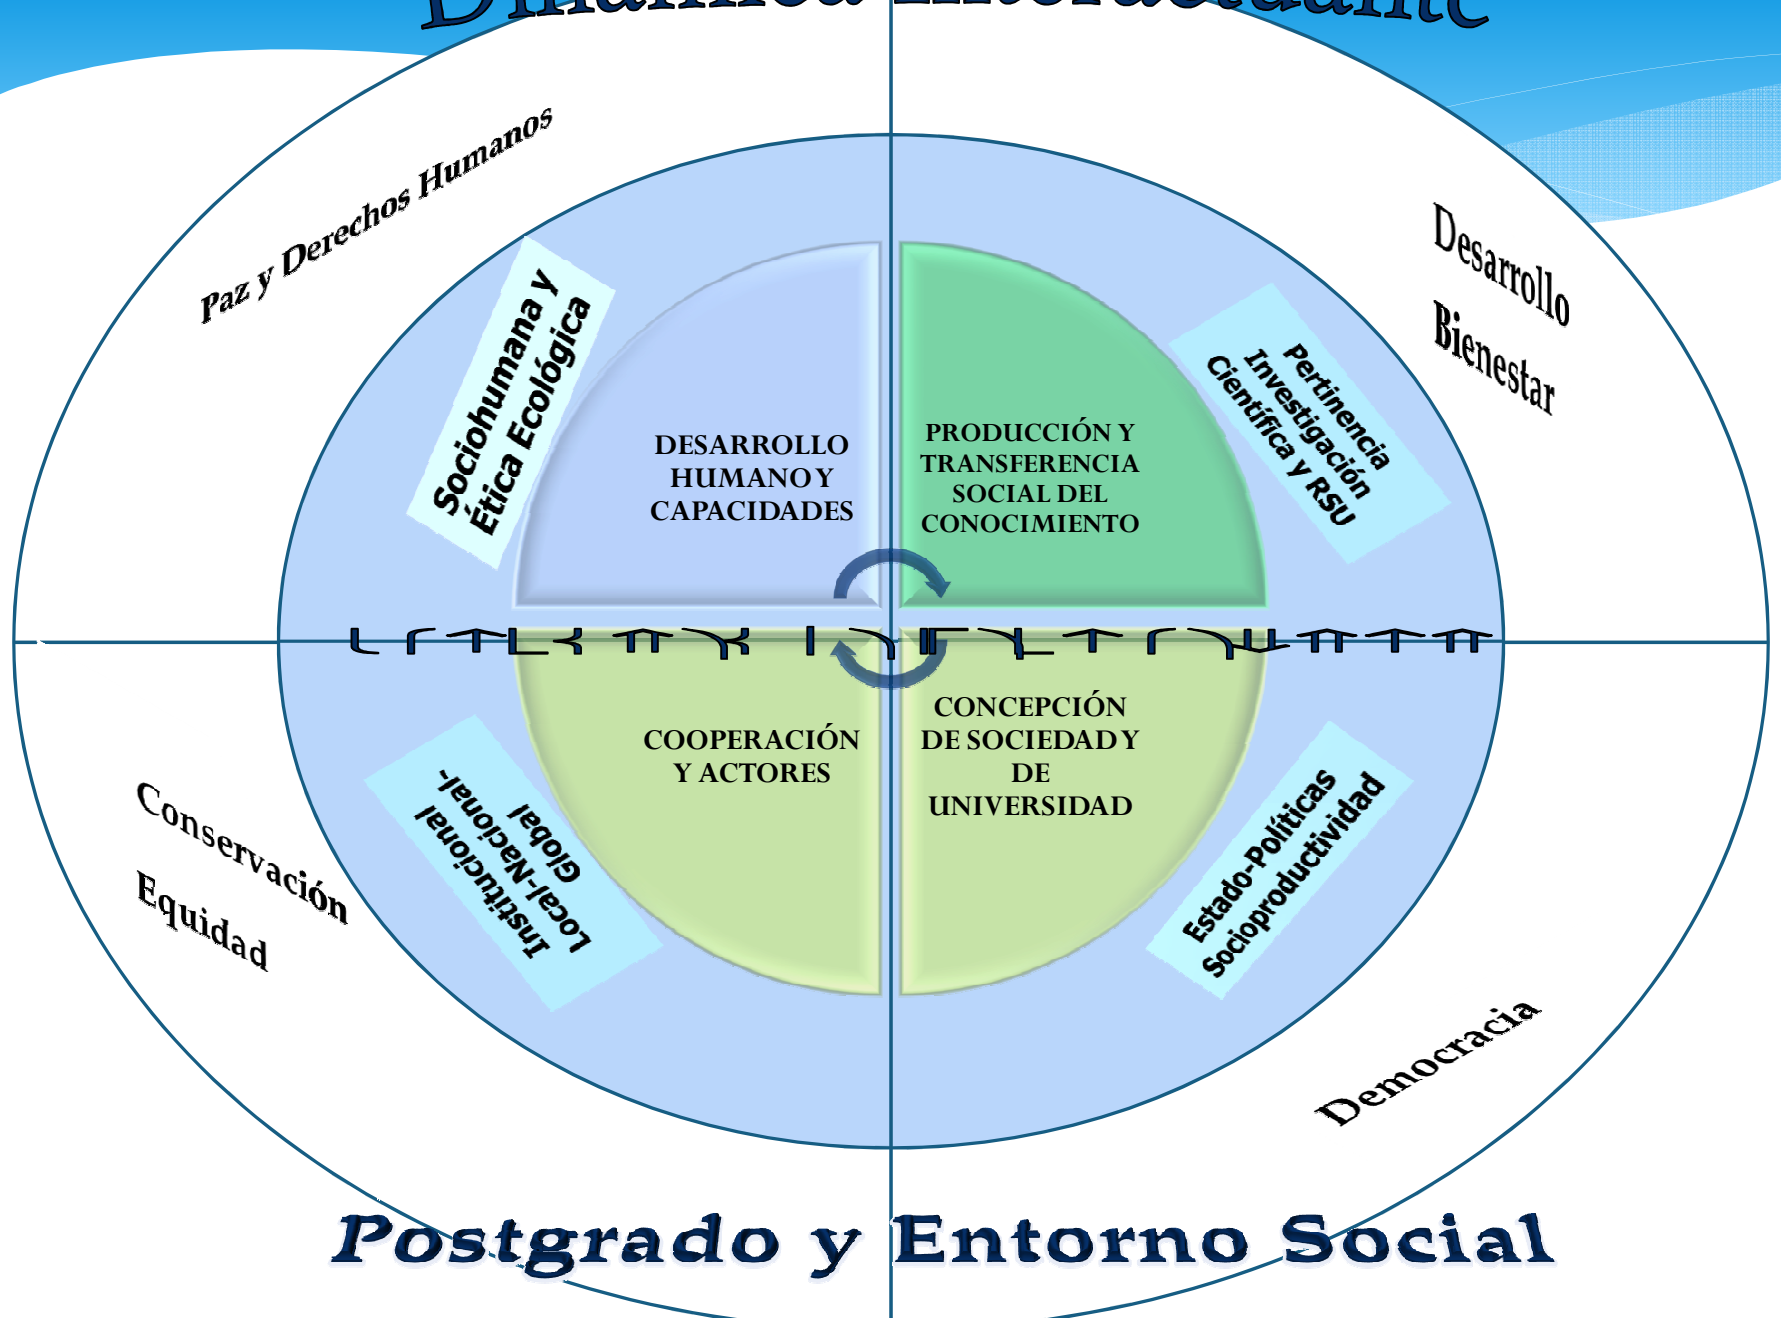 Dinámica Interactuante
Paz y Derechos Humanos
Desarrollo
Bienestar
Sociohumana y
Ética Ecológica
Pertinencia
Investigación
Científica y RSU
DESARROLLO
HUMANO Y
CAPACIDADES
PRODUCCIÓN Y
TRANSFERENCIA
SOCIAL DEL
CONOCIMIENTO
COOPERACIÓN
Y ACTORES
CONCEPCIÓN
DE SOCIEDAD Y
DE
UNIVERSIDAD
Institucional
Local-Nacional-
Global
Estado-Políticas
Socioproductividad
Conservación
Equidad
Democracia
Postgrado y Entorno Social